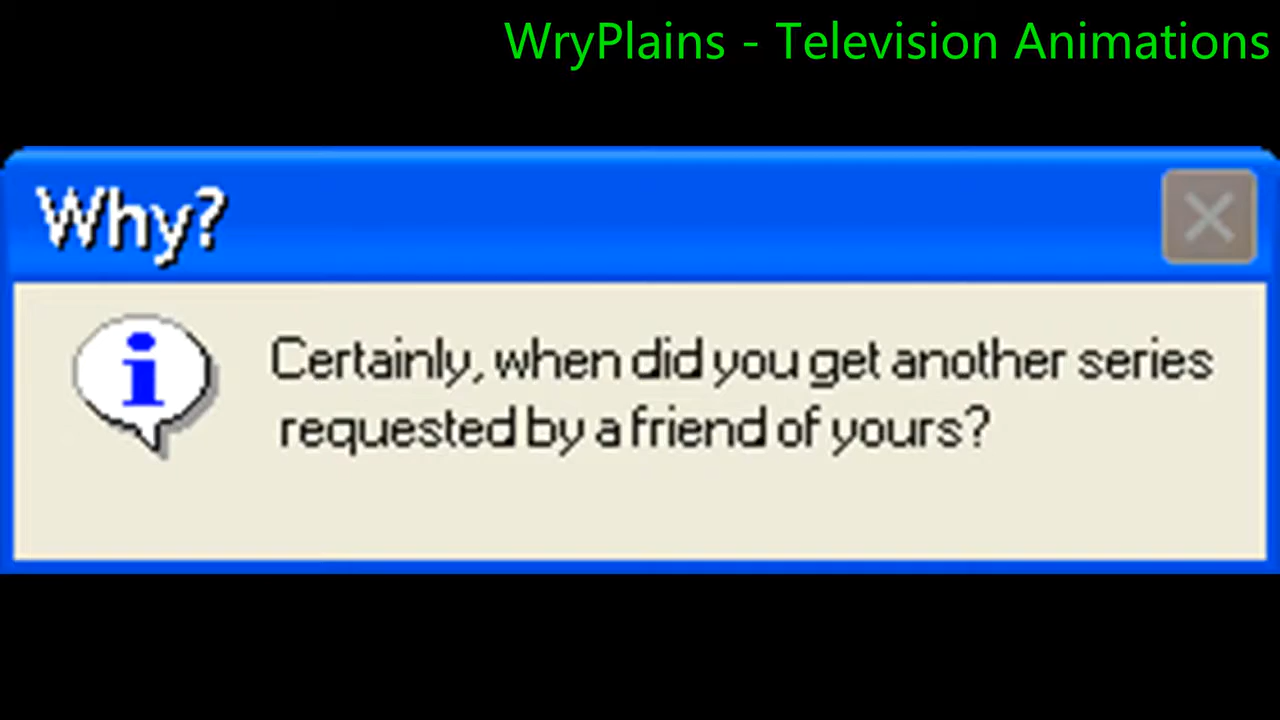 WryPlains - Television Animations
Why?
Certainly, when did you get another series
requested by a friend of yours?